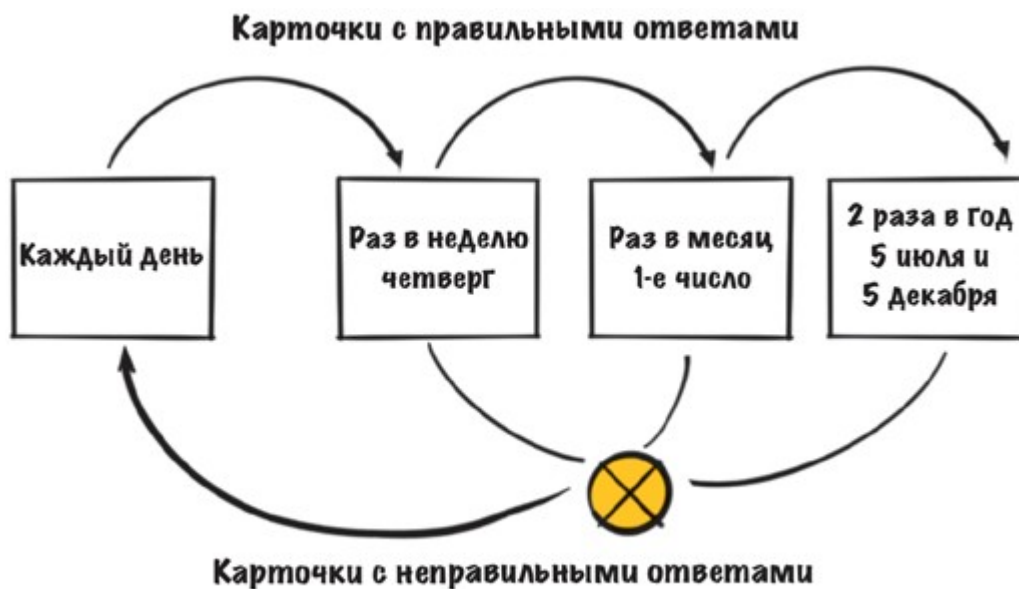 Карточки с правильными ответами
Каждый день
Раз в неделю
четверг
Раз в месяц
1-е число
2 раза в год
5 июля и
5 декабря
Карточки с неправильными ответами